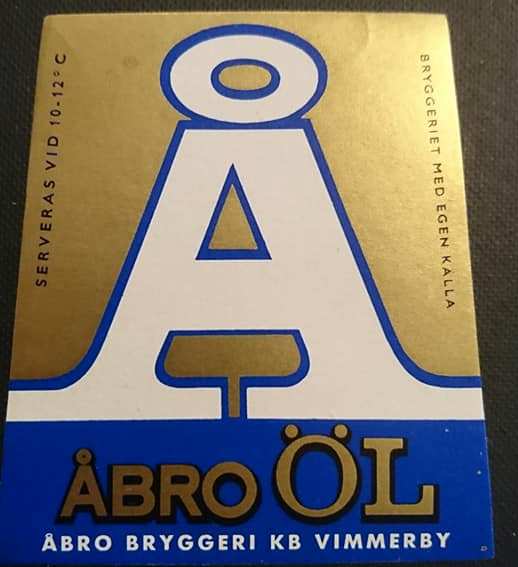 SERVERAS VID 10-12°C
BRYGGERIET MED EGEN KÄLLA
Å
ÅBRO ÖL
ÅBRO BRYGGERI KB VIMMERBY